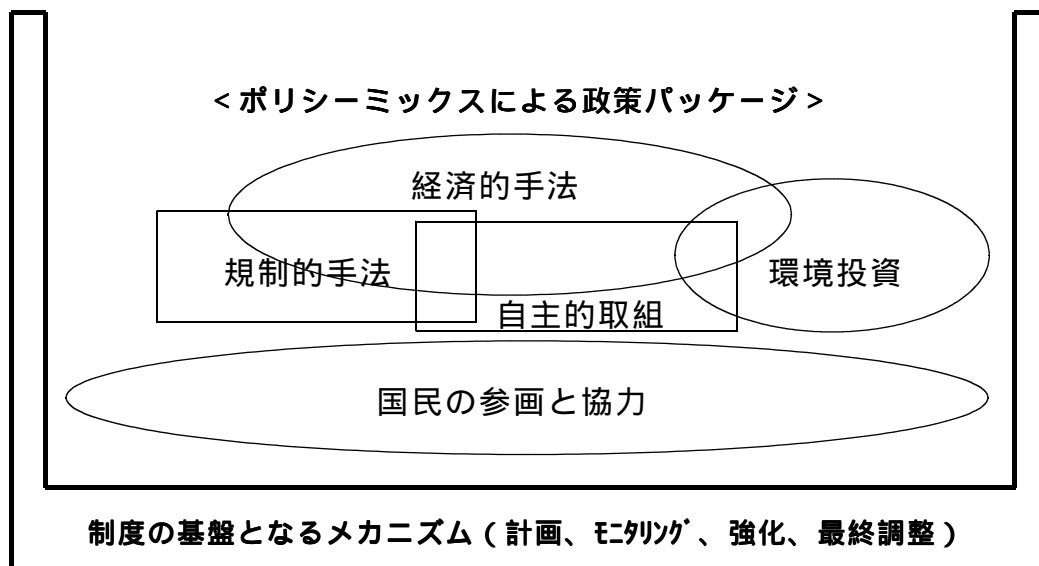 <ポリシーミックスによる政策パッケージ>
経済的手法
規制的手法
環境投資
自主的取組
国民の参画と協力
制度の基盤となるメカニズム(計画、ﾓﾆﾀﾘﾝｸﾞ、強化、最終調整)